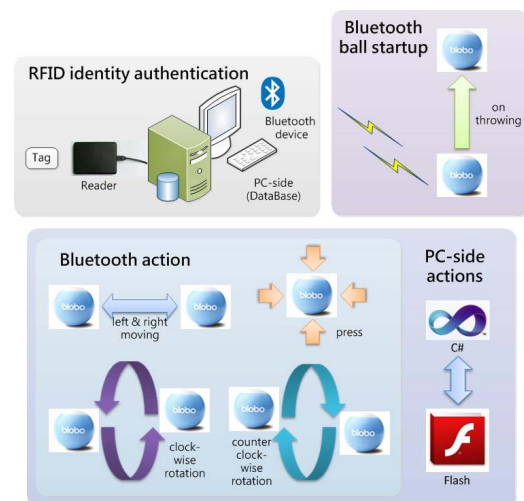 RFID identity authentication
Bluetooth
device
Tag
Reader
PC-side
(DataBase)
Bluetooth
ball startup
blobo
on
throwing
blobo
Bluetooth action
blobo
blobo
left & right
moving
blobo
press
blobo
blobo
clock-
wise
rotation
blobo
counter
clock-
wise
rotation
blobo
PC-side
actions
C#
Flash